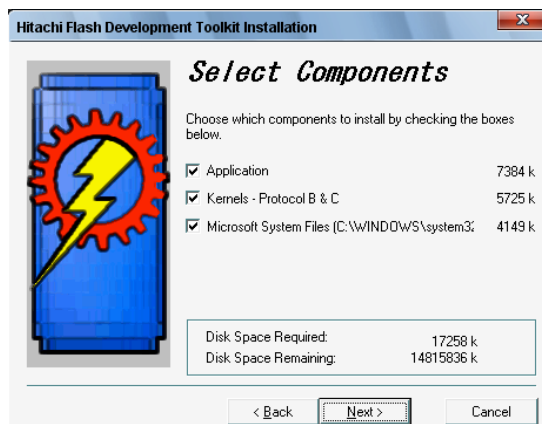 Hitachi Flash Development Toolkit Installation
Select Components
Choose which components to install by checking the boxes
below.
Application 7384 k
Kernels - Protocol B & C 5725 k
Microsoft System Files (C:\WINDOWS\system32 4149 k
Disk Space Required: 17258 k
Disk Space Remaining: 14815836 k
< Back Next > Cancel